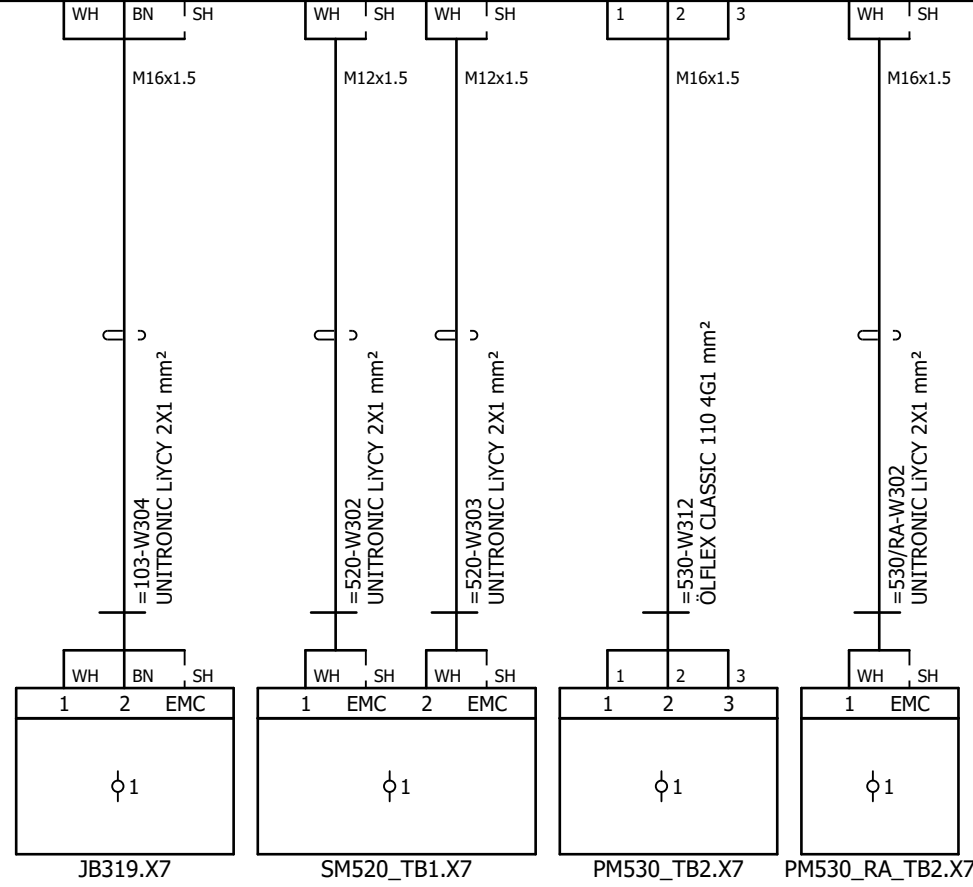 WH BN SH WH SH WH SH 1 2 3 WH SH
M16x1.5 M12x1.5 M12x1.5 M16x1.5 M16x1.5
=103-W304
UNITRONIC LiYCY 2X1 mm²
=520-W302
UNITRONIC LiYCY 2X1 mm²
=520-W303
UNITRONIC LiYCY 2X1 mm²
=530-W312
ÖLFLEX CLASSIC 110 4G1 mm²
=530/RA-W302
UNITRONIC LiYCY 2X1 mm²
WH BN SH WH SH WH SH 1 2 3 WH SH
1 2 EMC 1 EMC 2 EMC 1 2 3 1 EMC
1 1 1 1
JB319.X7 SM520_TB1.X7 PM530_TB2.X7 PM530_RA_TB2.X7